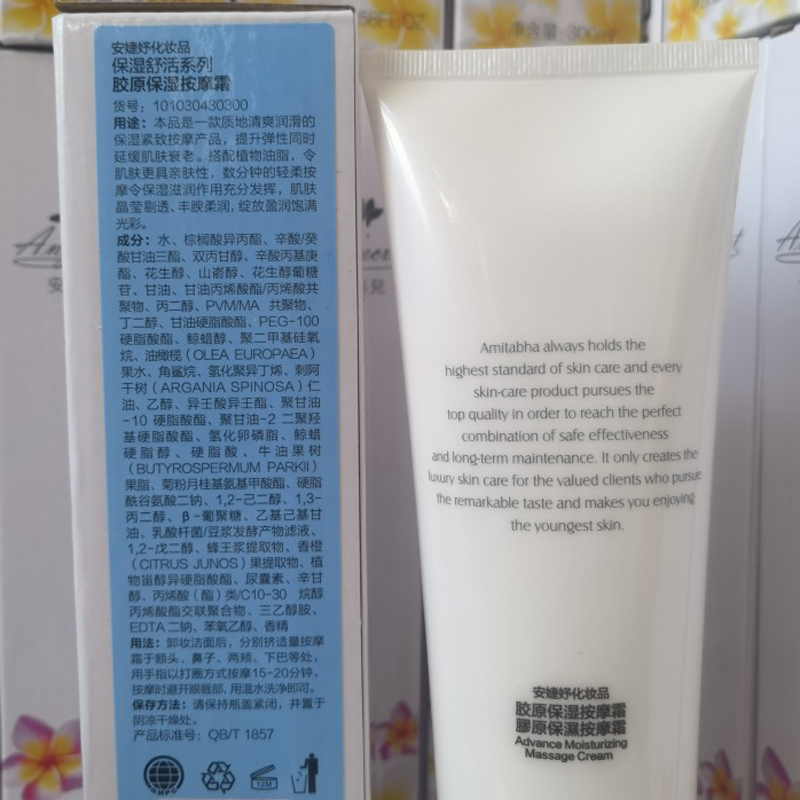 安婕妤化妆品
保湿舒活系列
胶原保湿按摩霜
货号：101030430300
用途：本品是一款质地清爽润滑的
保湿紧致按摩产品，提升弹性同时
延缓肌肤衰老。搭配植物油脂，令
肌肤更具亲肤性，数分钟的轻柔按
摩令保湿滋润作用充分发挥，肌肤
晶莹剔透、丰映柔润，绽放盈润饱满
光彩。
成分：水、棕榈酸异丙酯、辛酸/癸
酸甘油三酯、双丙甘醇、辛酸丙基庚
酯、花生醇、山嵛醇、花生醇葡糖
苷、甘油、甘油丙烯酸酯/丙烯酸共
聚物、丙二醇、PVM/MA 共聚物、
丁二醇、甘油硬脂酸酯、PEG-100
硬脂酸酯、鲸蜡醇、聚二甲基硅氧
烷、油橄榄（OLEA EUROPAEA）
果水、角鲨烷、氢化聚异丁烯、刺阿
干树（ARGANIA SPINOSA）仁
油、乙醇、异壬酸异壬酯、聚甘油
-10 硬脂酸酯、聚甘油-2 二聚羟
基硬脂酸酯、氢化卵磷脂、鲸蜡
硬脂醇、硬脂酸、牛油果树
（BUTYROSPERMUM PARKII）
果脂、菊粉月桂基氨基甲酸酯、硬脂
酰谷氨酸二钠、1,2-己二醇、1,3-
丙二醇、β-葡聚糖、乙基己基甘
油、乳酸杆菌/豆浆发酵产物滤液、
1,2-戊二醇、蜂王浆提取物、香橙
（CITRUS JUNOS）果提取物、植
物甾醇异硬脂酸酯、尿囊素、辛甘
醇、丙烯酸（酯）类/C10-30 烷醇
丙烯酸酯交联聚合物、三乙醇胺、
EDTA 二钠、苯氧乙醇、香精
用法：卸妆洁面后，分别挤适量按摩
霜于额头、鼻子、两颊、下巴等处，
用手指以打圈方式按摩15-20分钟，
按摩时避开眼唇部，用温水洗净即可。
保存方法：请保持瓶盖紧闭，并置于
阴凉干燥处。
产品标准号：QB/T 1857
GMPC
12M
Amitabha always holds the
highest standard of skin care and every
skin-care product pursues the
top quality in order to reach the perfect
combination of safe effectiveness
and long-term maintenance. It only creates the
luxury skin care for the valued clients who pursue
the remarkable taste and makes you enjoying
the youngest skin.
安婕妤化妆品
胶原保湿按摩霜
膠原保濕按摩霜
Advance Moisturizing
Massage Cream